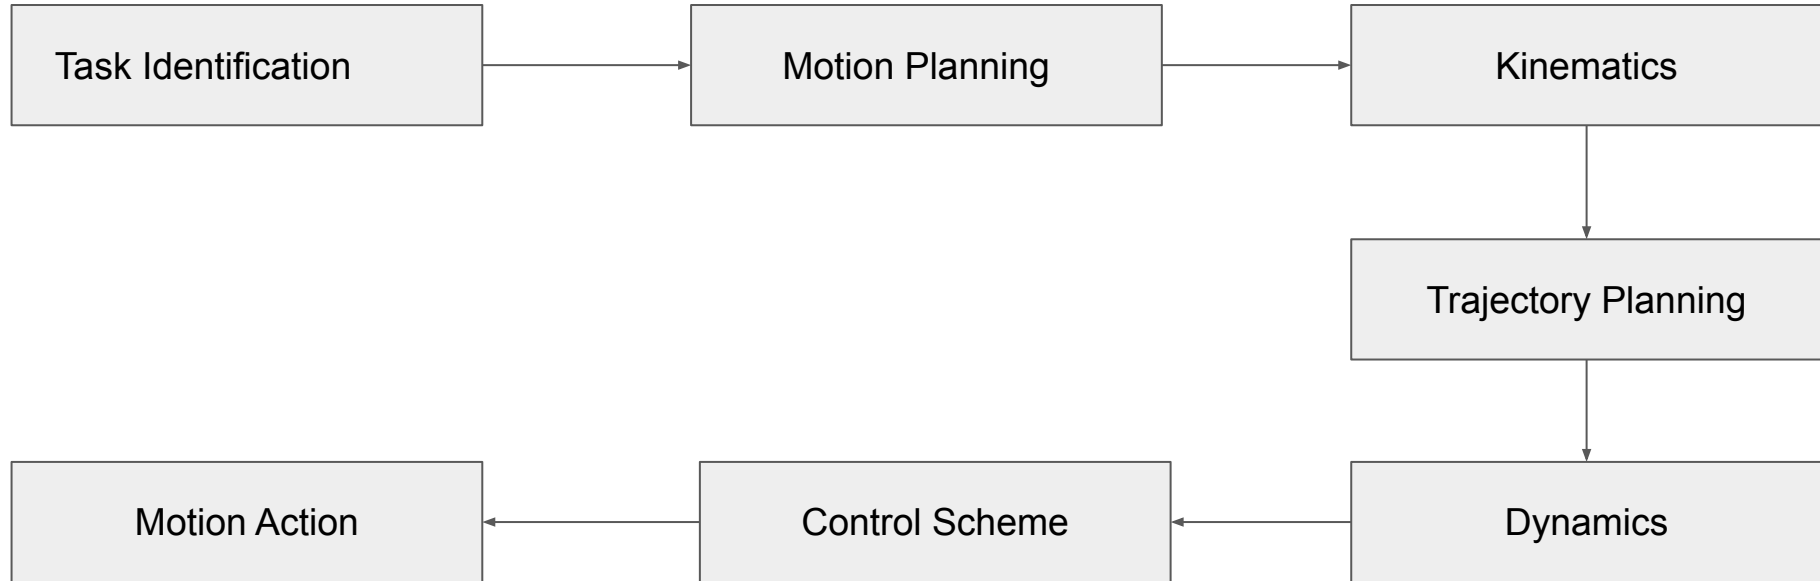 Task Identification
Motion Planning
Kinematics
Trajectory Planning
Dynamics
Control Scheme
Motion Action